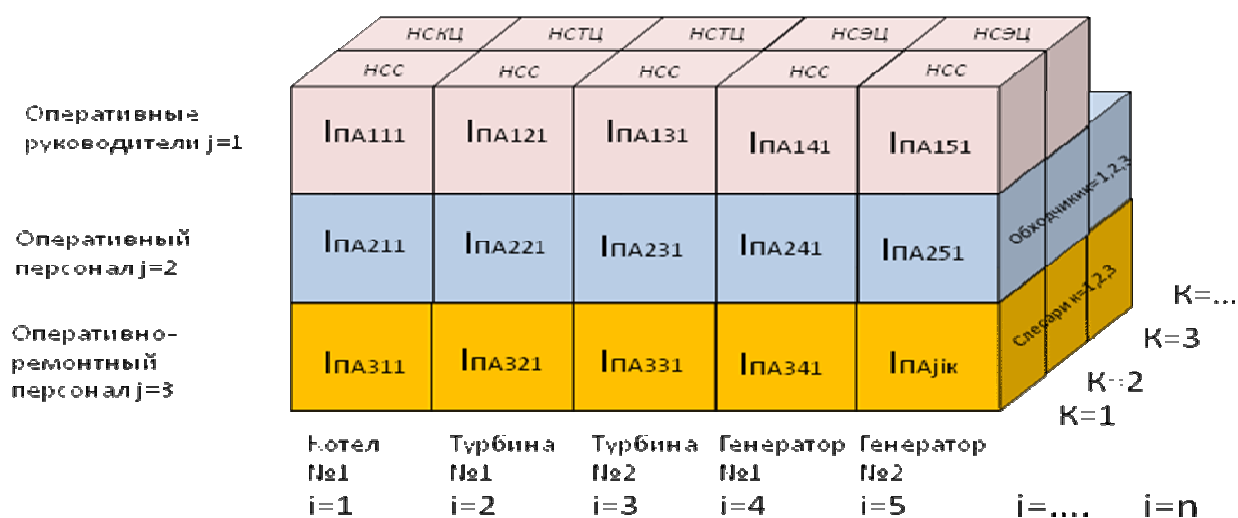 НСКЦ НСТЦ НСТЦ НСЭЦ НСЭЦ
НСС НСС НСС НСС НСС
Оперативные
руководители j=1
IПА111 IПА121 IПА131 IПА141 IПА151
Оперативный
персонал j=2
IПА211 IПА221 IПА231 IПА241 IПА251
Обходчикик=1,2,3
Оперативно-
ремонтный
персонал j=3
IПА311 IПА321 IПА331 IПА341 IПАjiк
Слесари к=1,2,3
К=...
К=3
К=2
К=1
Котел Турбина Турбина Генератор Генератор
№1 №1 №2 №1 №2
i=1 i=2 i=3 i=4 i=5 i=.... i=n